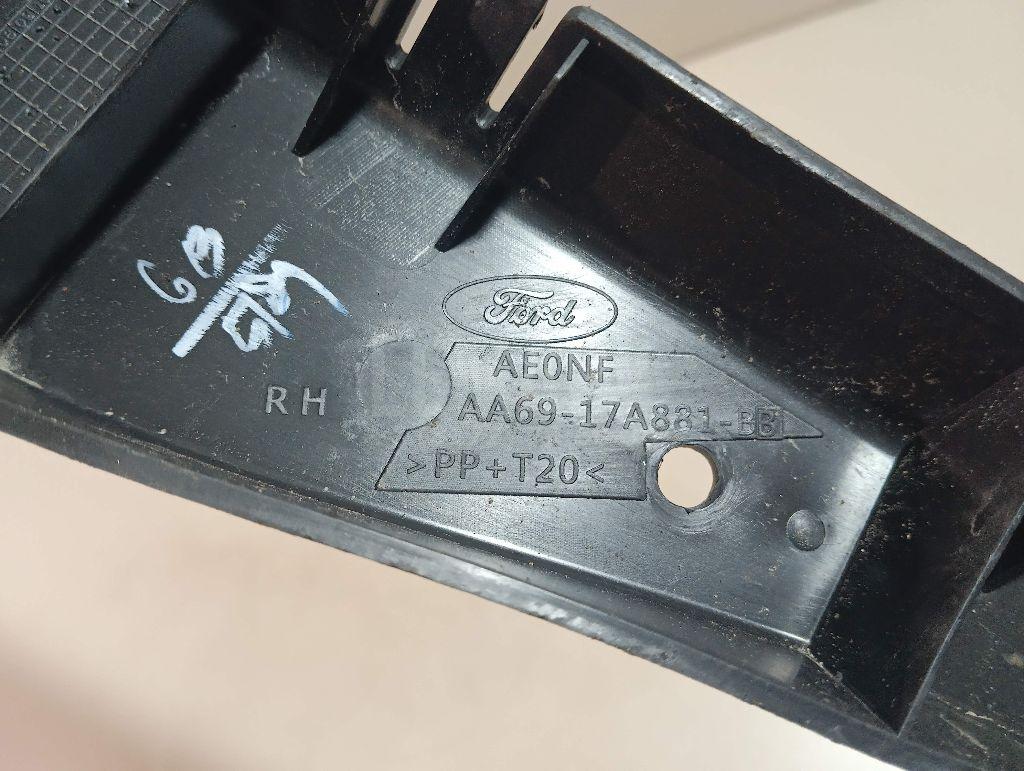 Ford
AE0NF
RH
AA69-17A881-BB
>PP+T20<